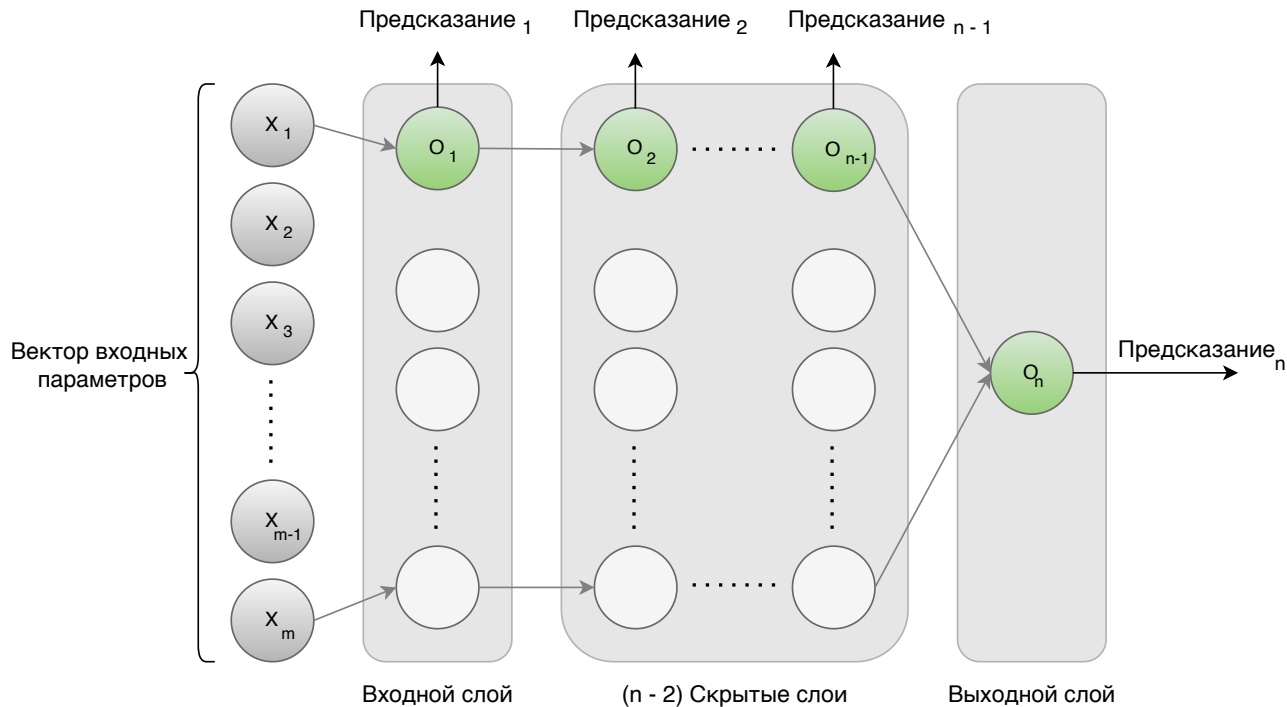 Предсказание 1
Предсказание 2
Предсказание n - 1
X 1
X 2
X 3
X m-1
X m
Вектор входных
параметров
O 1
O 2
O n-1
O n
Предсказание n
Входной слой
(n - 2) Скрытые слои
Выходной слой